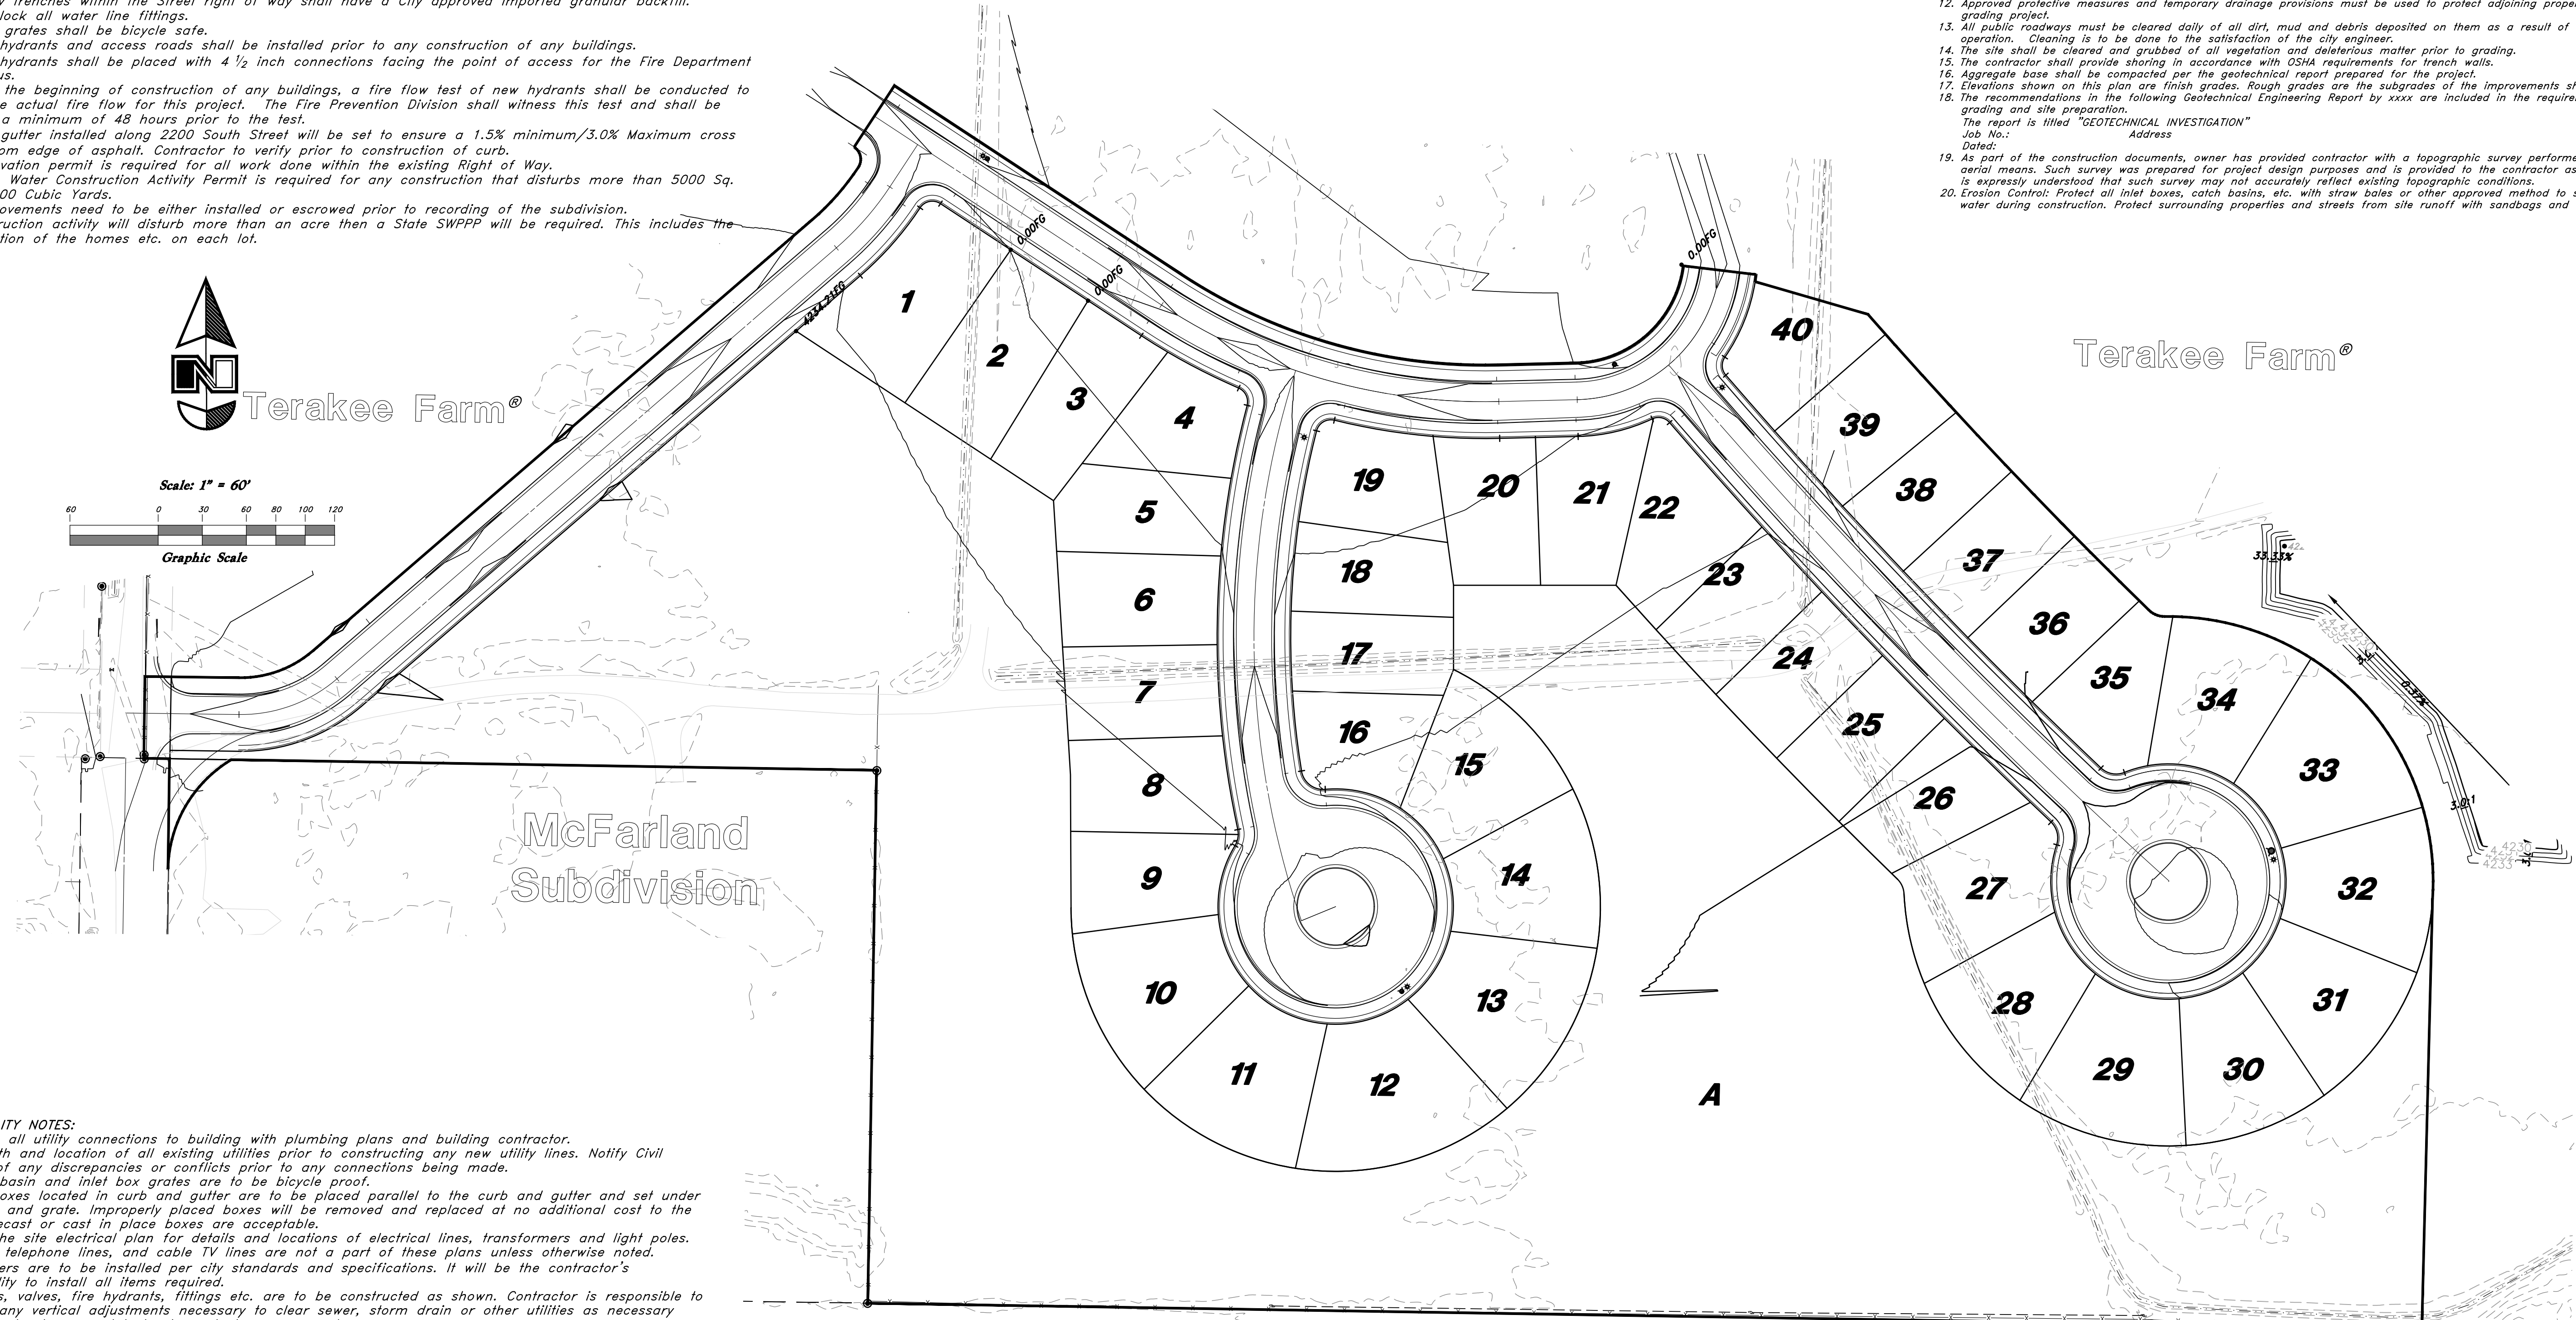 trenches within the Street right of way shall have a City approved imported granular backfill.
lock all water line fittings.
grates shall be bicycle safe.
hydrants and access roads shall be installed prior to any construction of any buildings.
hydrants shall be placed with 4 1/2 inch connections facing the point of access for the Fire Department
us.
the beginning of construction of any buildings, a fire flow test of new hydrants shall be conducted to
e actual fire flow for this project. The Fire Prevention Division shall witness this test and shall be
a minimum of 48 hours prior to the test.
gutter installed along 2200 South Street will be set to ensure a 1.5% minimum/3.0% Maximum cross
om edge of asphalt. Contractor to verify prior to construction of curb.
vation permit is required for all work done within the existing Right of Way.
Water Construction Activity Permit is required for any construction that disturbs more than 5000 Sq.
00 Cubic Yards.
ovements need to be either installed or escrowed prior to recording of the subdivision.
ruction activity will disturb more than an acre then a State SWPPP will be required. This includes the
tion of the homes etc. on each lot.
12. Approved protective measures and temporary drainage provisions must be used to protect adjoining prope
grading project.
13. All public roadways must be cleared daily of all dirt, mud and debris deposited on them as a result of
operation. Cleaning is to be done to the satisfaction of the city engineer.
14. The site shall be cleared and grubbed of all vegetation and deleterious matter prior to grading.
15. The contractor shall provide shoring in accordance with OSHA requirements for trench walls.
16. Aggregate base shall be compacted per the geotechnical report prepared for the project.
17. Elevations shown on this plan are finish grades. Rough grades are the subgrades of the improvements sh
18. The recommendations in the following Geotechnical Engineering Report by xxxx are included in the require
grading and site preparation.
The report is titled "GEOTECHNICAL INVESTIGATION"
Job No.: Address
Dated:
19. As part of the construction documents, owner has provided contractor with a topographic survey performe
aerial means. Such survey was prepared for project design purposes and is provided to the contractor as
is expressly understood that such survey may not accurately reflect existing topographic conditions.
20. Erosion Control: Protect all inlet boxes, catch basins, etc. with straw bales or other approved method to s
water during construction. Protect surrounding properties and streets from site runoff with sandbags and
N
Terakee Farm®
Scale: 1" = 60'
60 0 30 60 80 100 120
Graphic Scale
4234.21FG
0.00FG
0.00FG
0.00FG
Terakee Farm®
1
2
3
4
5
6
7
8
9
10
11
12
13
14
15
16
17
18
19
20
21
22
23
24
25
26
27
28
29
30
31
32
33
34
35
36
37
38
39
40
A
33.33%
0.37%
3.0:1
4230
4233
McFarland
Subdivision
ITY NOTES:
all utility connections to building with plumbing plans and building contractor.
th and location of all existing utilities prior to constructing any new utility lines. Notify Civil
of any discrepancies or conflicts prior to any connections being made.
basin and inlet box grates are to be bicycle proof.
oxes located in curb and gutter are to be placed parallel to the curb and gutter and set under
and grate. Improperly placed boxes will be removed and replaced at no additional cost to the
ecast or cast in place boxes are acceptable.
he site electrical plan for details and locations of electrical lines, transformers and light poles.
telephone lines, and cable TV lines are not a part of these plans unless otherwise noted.
ers are to be installed per city standards and specifications. It will be the contractor's
lity to install all items required.
s, valves, fire hydrants, fittings etc. are to be constructed as shown. Contractor is responsible to
any vertical adjustments necessary to clear sewer, storm drain or other utilities as necessary